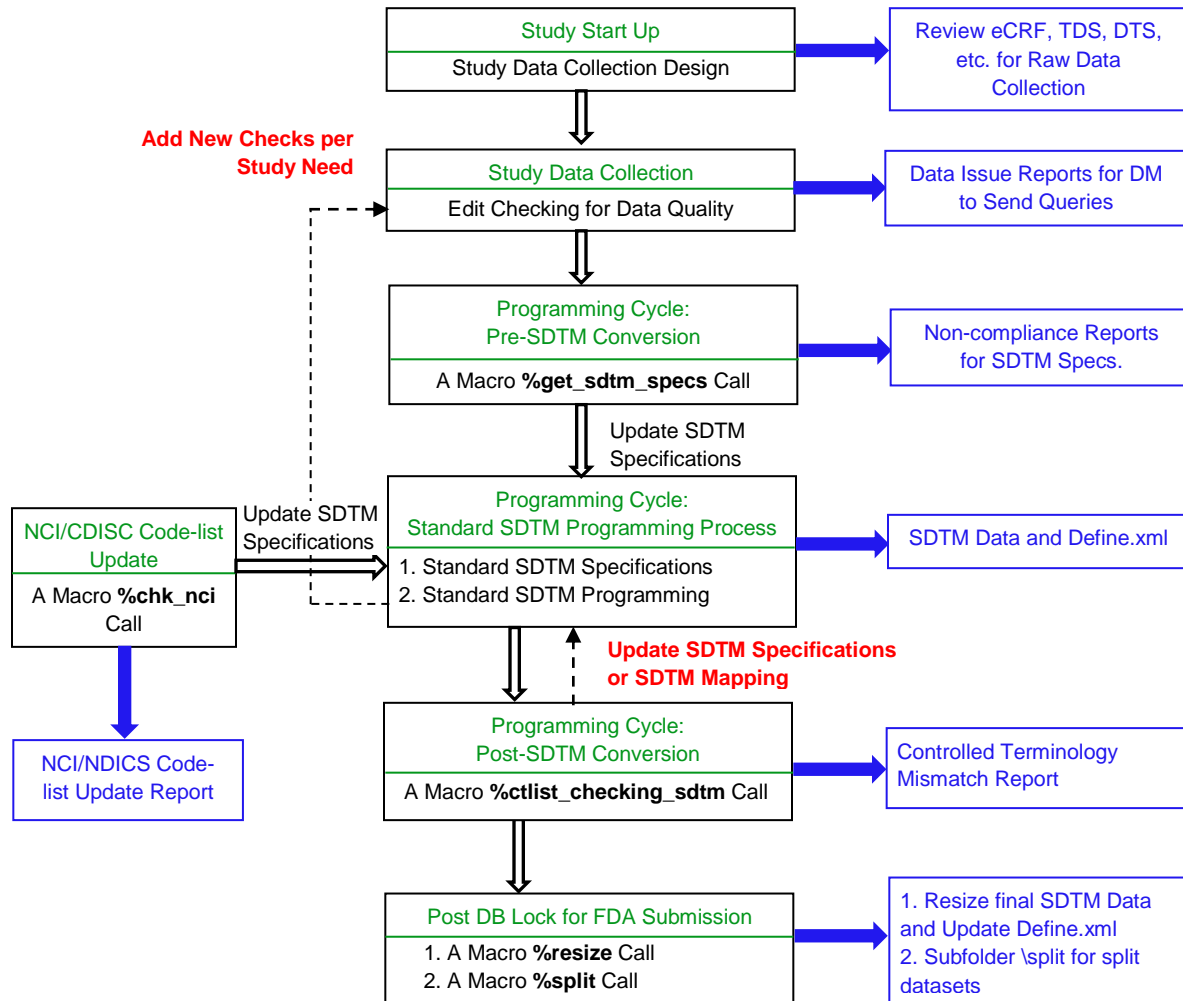 Study Start Up
Study Data Collection Design
Review eCRF, TDS, DTS,
etc. for Raw Data
Collection
Add New Checks per
Study Need
Study Data Collection
Edit Checking for Data Quality
Data Issue Reports for DM
to Send Queries
Programming Cycle:
Pre-SDTM Conversion
A Macro %get_sdtm_specs Call
Non-compliance Reports
for SDTM Specs.
Update SDTM
Specifications
NCI/CDISC Code-list
Update
A Macro %chk_nci
Call
Update SDTM
Specifications
Programming Cycle:
Standard SDTM Programming Process
1. Standard SDTM Specifications
2. Standard SDTM Programming
SDTM Data and Define.xml
Update SDTM Specifications
or SDTM Mapping
NCI/NDICS Code-
list Update Report
Programming Cycle:
Post-SDTM Conversion
A Macro %ctlist_checking_sdtm Call
Controlled Terminology
Mismatch Report
Post DB Lock for FDA Submission
1. A Macro %resize Call
2. A Macro %split Call
1. Resize final SDTM Data
and Update Define.xml
2. Subfolder \split for split
datasets